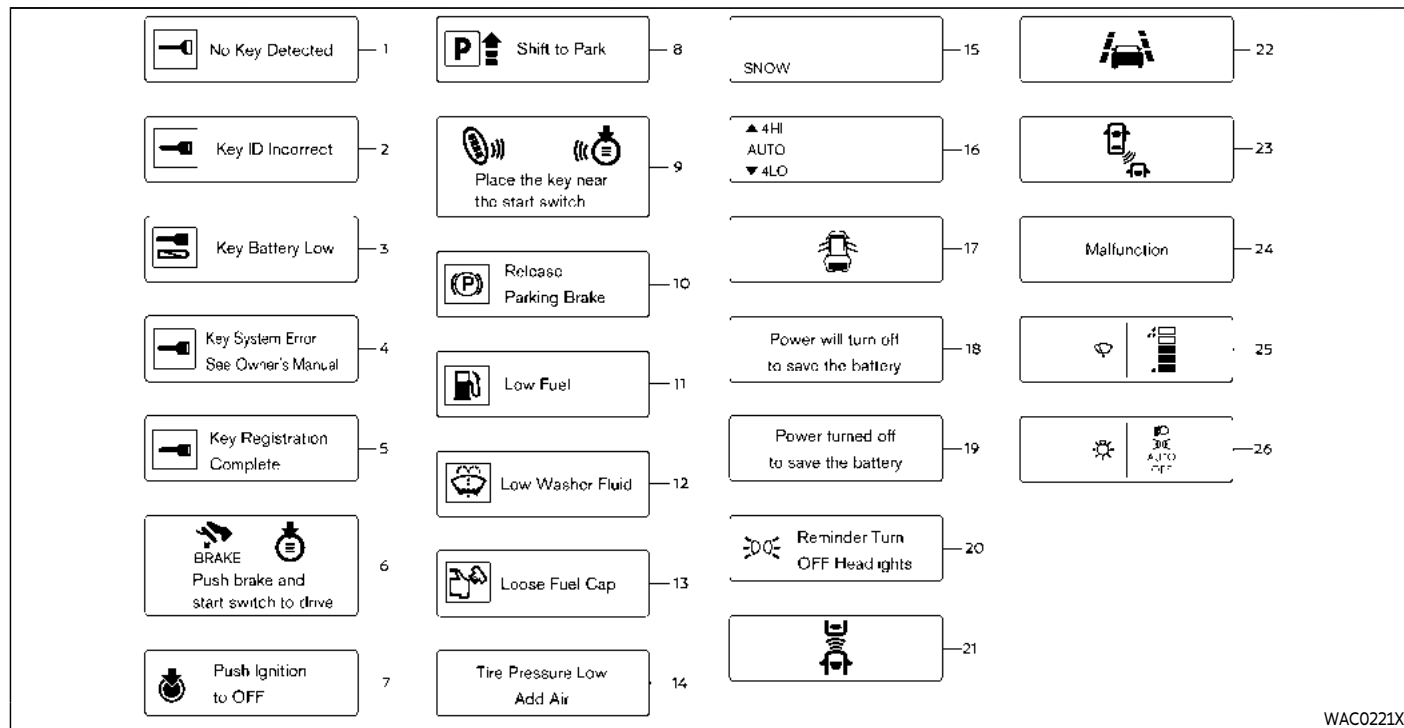 No Key Detected
1
Key ID Incorrect
2
Key Battery Low
3
Key System Error
See Owner's Manual
4
Key Registration
Complete
5
BRAKE
Push brake and
start switch to drive
6
Push Ignition
to OFF
7
P
Shift to Park
8
Place the key near
the start switch
9
P
Release
Parking Brake
10
Low Fuel
11
Low Washer Fluid
12
Loose Fuel Cap
13
Tire Pressure Low
Add Air
14
SNOW
15
▲ 4HI
AUTO
▼ 4LO
16
17
Power will turn off
to save the battery
18
Power turned off
to save the battery
19
Reminder Turn
OFF Headlights
20
21
22
23
Malfunction
24
25
AUTO
OFF
26
WAC0221X